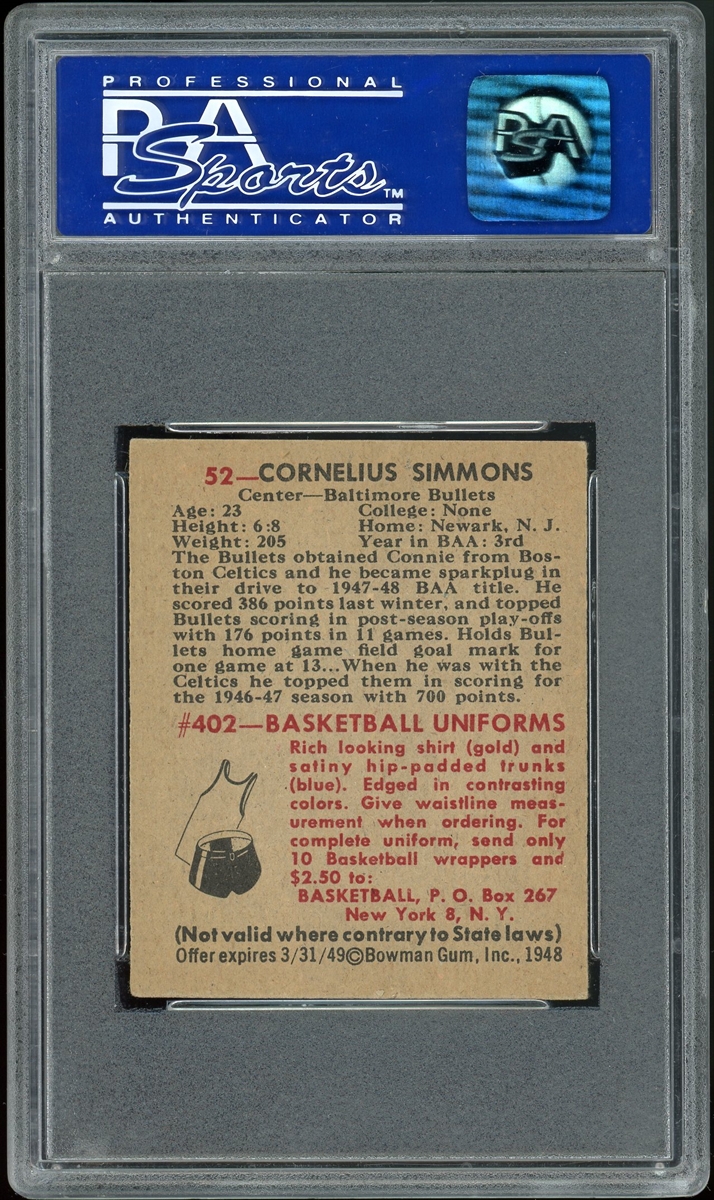 PROFESSIONAL
PSA
Sports™
AUTHENTICATOR
PSA
52—CORNELIUS SIMMONS
Center—Baltimore Bullets
Age: 23 College: None
Height: 6:8 Home: Newark, N. J.
Weight: 205 Year in BAA: 3rd
The Bullets obtained Connie from Bos-
ton Celtics and he became sparkplug in
their drive to 1947-48 BAA title. He
scored 386 points last winter, and topped
Bullets scoring in post-season play-offs
with 176 points in 11 games. Holds Bul-
lets home game field goal mark for
one game at 13...When he was with the
Celtics he topped them in scoring for
the 1946-47 season with 700 points.
#402—BASKETBALL UNIFORMS
Rich looking shirt (gold) and
satiny hip-padded trunks
(blue). Edged in contrasting
colors. Give waistline meas-
urement when ordering. For
complete uniform, send only
10 Basketball wrappers and
$2.50 to:
BASKETBALL, P. O. Box 267
New York 8, N. Y.
(Not valid where contrary to State laws)
Offer expires 3/31/49©Bowman Gum, Inc., 1948